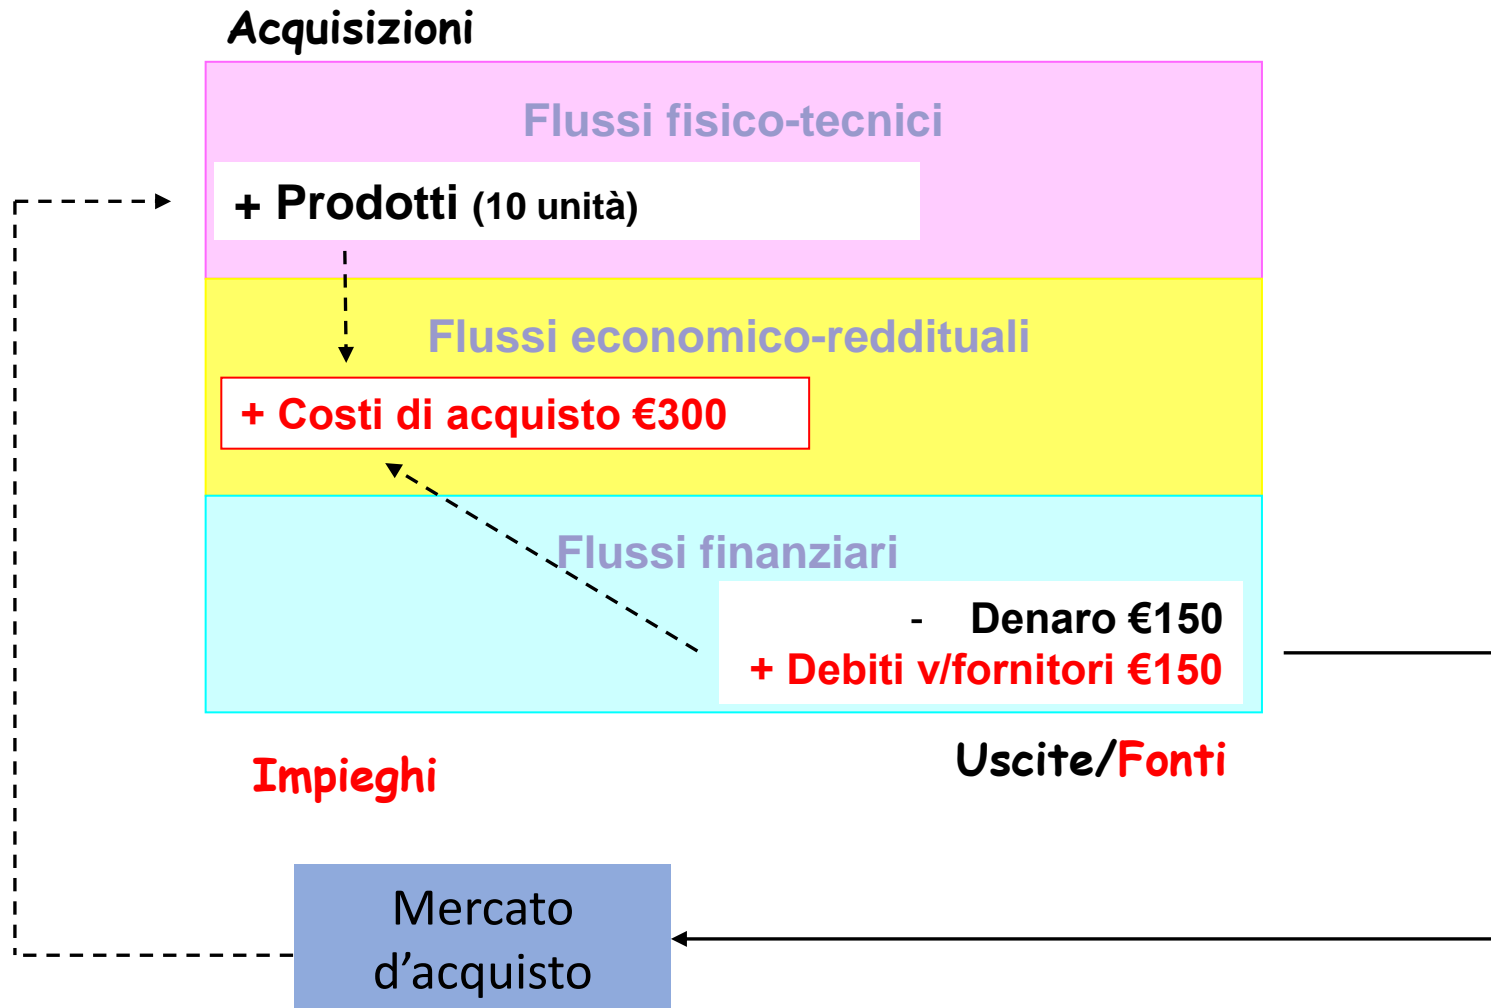 Acquisizioni
Flussi fisico-tecnici
+ Prodotti (10 unità)
Flussi economico-reddituali
+ Costi di acquisto €300
Flussi finanziari
- Denaro €150
+ Debiti v/fornitori €150
Impieghi
Uscite/Fonti
Mercato
d’acquisto